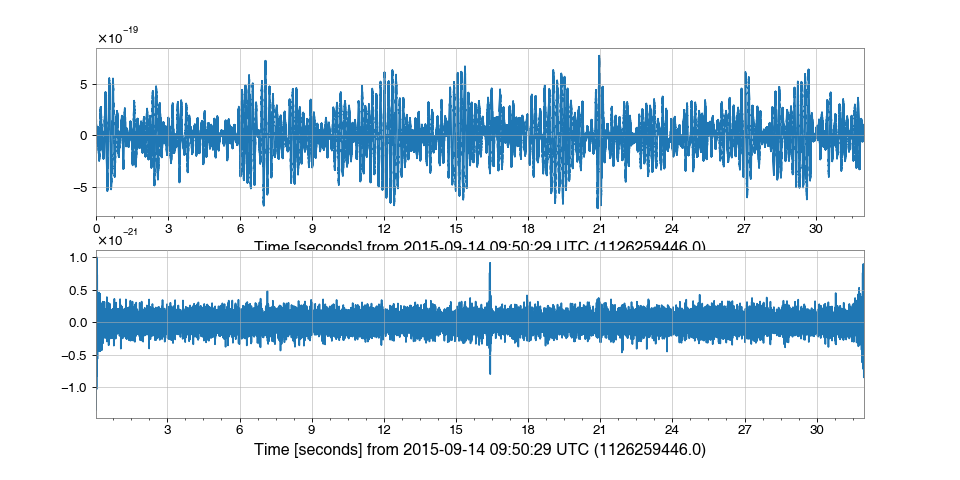 ×10⁻¹⁹
5
0
−5
0 3 6 9 12 15 18 21 24 27 30
Time [seconds] from 2015-09-14 09:50:29 UTC (1126259446.0)
×10⁻²¹
1.0
0.5
0.0
−0.5
−1.0
3 6 9 12 15 18 21 24 27 30
Time [seconds] from 2015-09-14 09:50:29 UTC (1126259446.0)